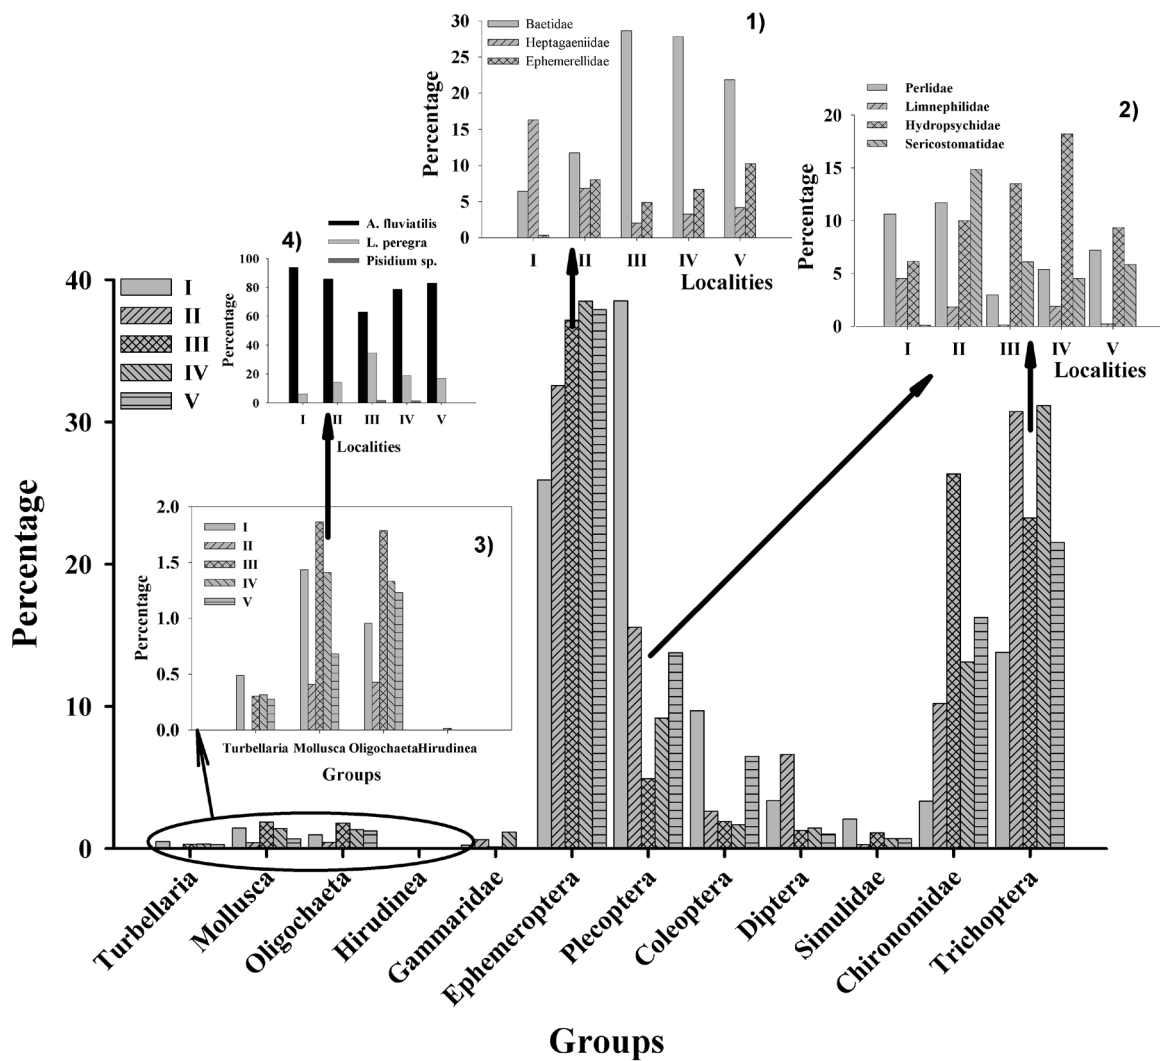 30
25
20
15
10
5
0
Percentage
Baetidae
Heptagaeniidae
Ephemerellidae
1)
I II III IV V
Localities
Perlidae
Limnephilidae
Hydropsychidae
Sericostomatidae
2)
20
15
10
5
0
Percentage
I II III IV V
Localities
A. fluviatilis
L. peregra
Pisidium sp.
4)
100
80
60
40
20
0
Percentage
I II III IV V
Localities
40
30
20
10
0
Percentage
I
II
III
IV
V
2.0
1.5
1.0
0.5
0.0
Percentage
I
II
III
IV
V
3)
Turbellaria Mollusca Oligochaeta Hirudinea
Groups
Turbellaria
Mollusca
Oligochaeta
Hirudinea
Gammaridae
Ephemeroptera
Plecoptera
Coleoptera
Diptera
Simulidae
Chironomidae
Trichoptera
Groups